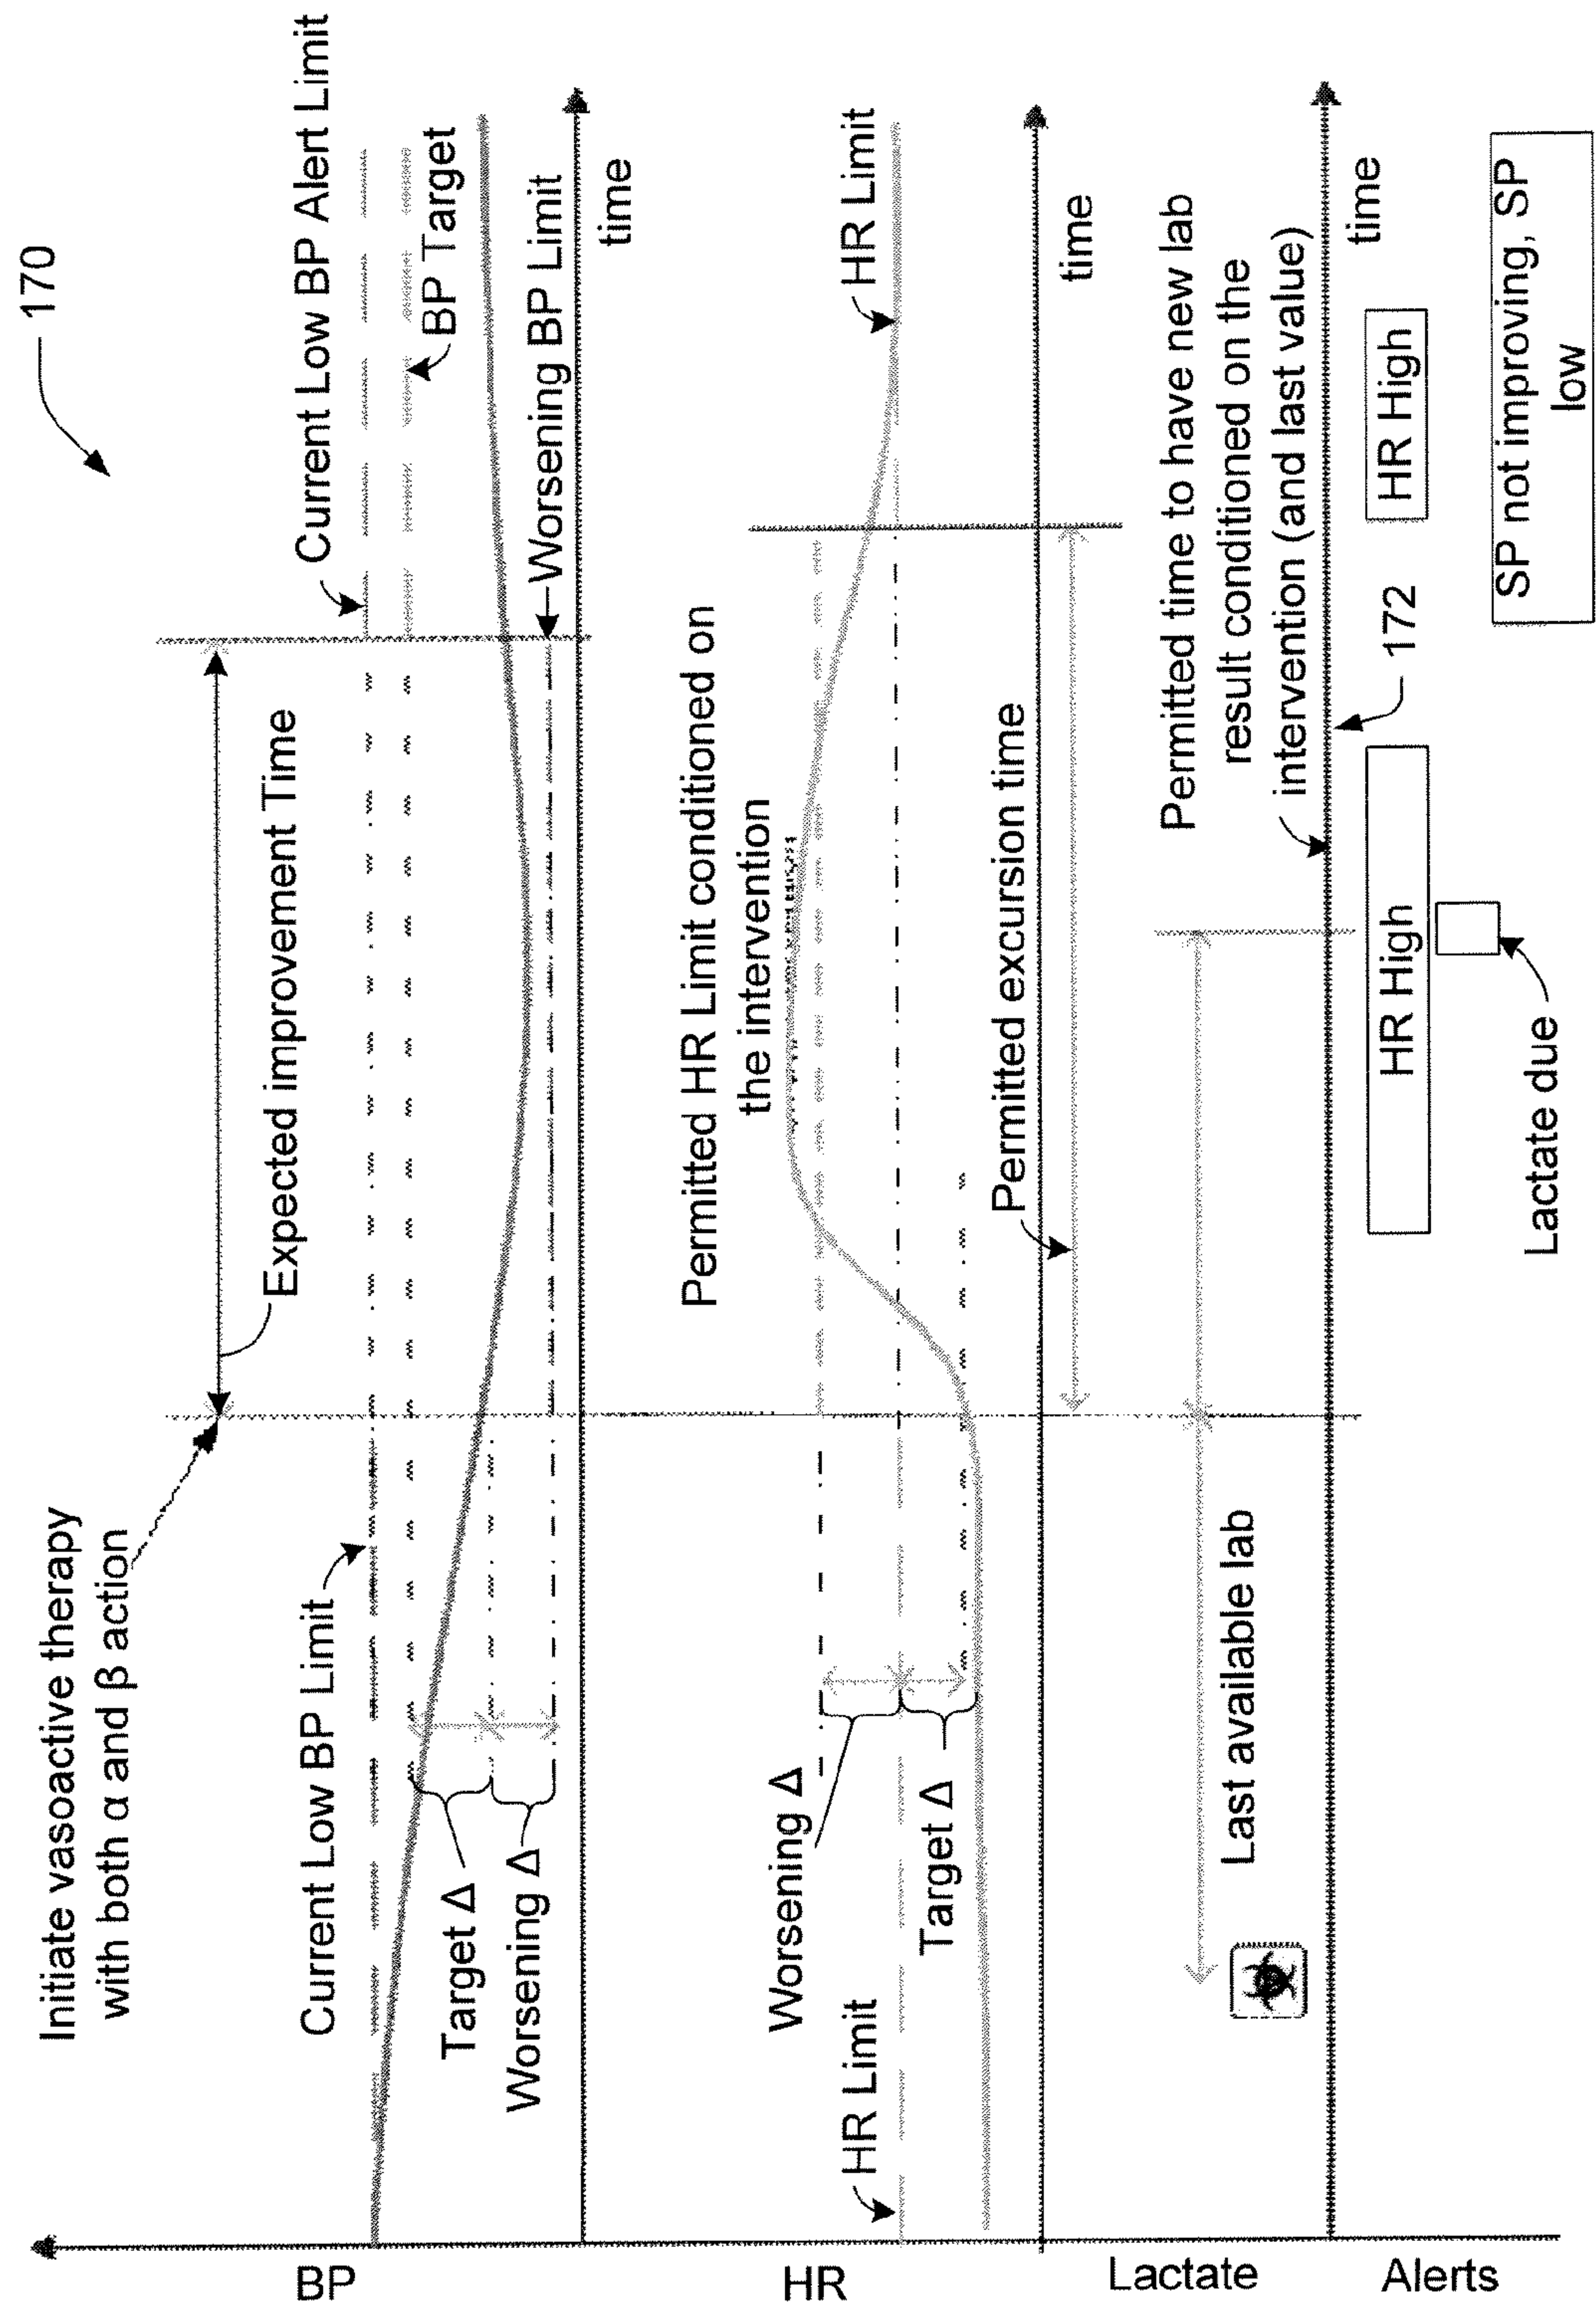 170
Initiate vasoactive therapy
with both α and β action
Expected improvement Time
Current Low BP Alert Limit
Current Low BP Limit
BP Target
BP
Target Δ
Worsening Δ
Worsening BP Limit
time
Permitted HR Limit conditioned on
the intervention
Worsening Δ
HR Limit
HR Limit
HR
Target Δ
Permitted excursion time
time
Permitted time to have new lab
result conditioned on the
intervention (and last value)
Last available lab
Lactate
172
time
HR High
HR High
Alerts
Lactate due
SP not improving, SP
low